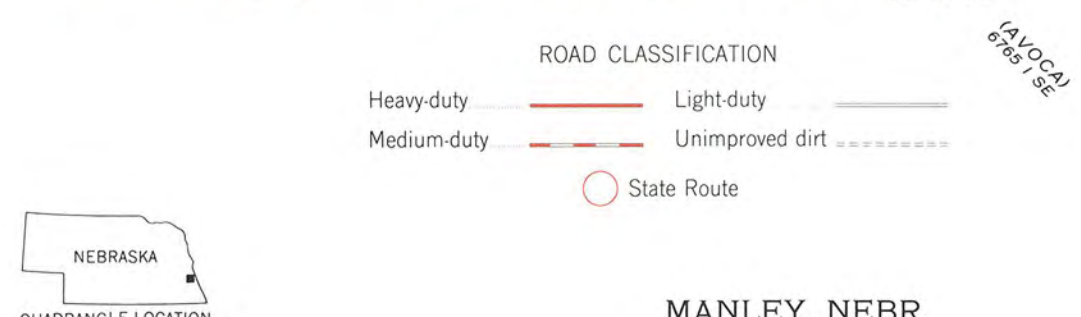 (AVOCA)
6765 I SE
ROAD CLASSIFICATION
Heavy-duty
Light-duty
Medium-duty
Unimproved dirt
State Route
NEBRASKA
QUADRANGLE LOCATION
MANLEY, NEBR.